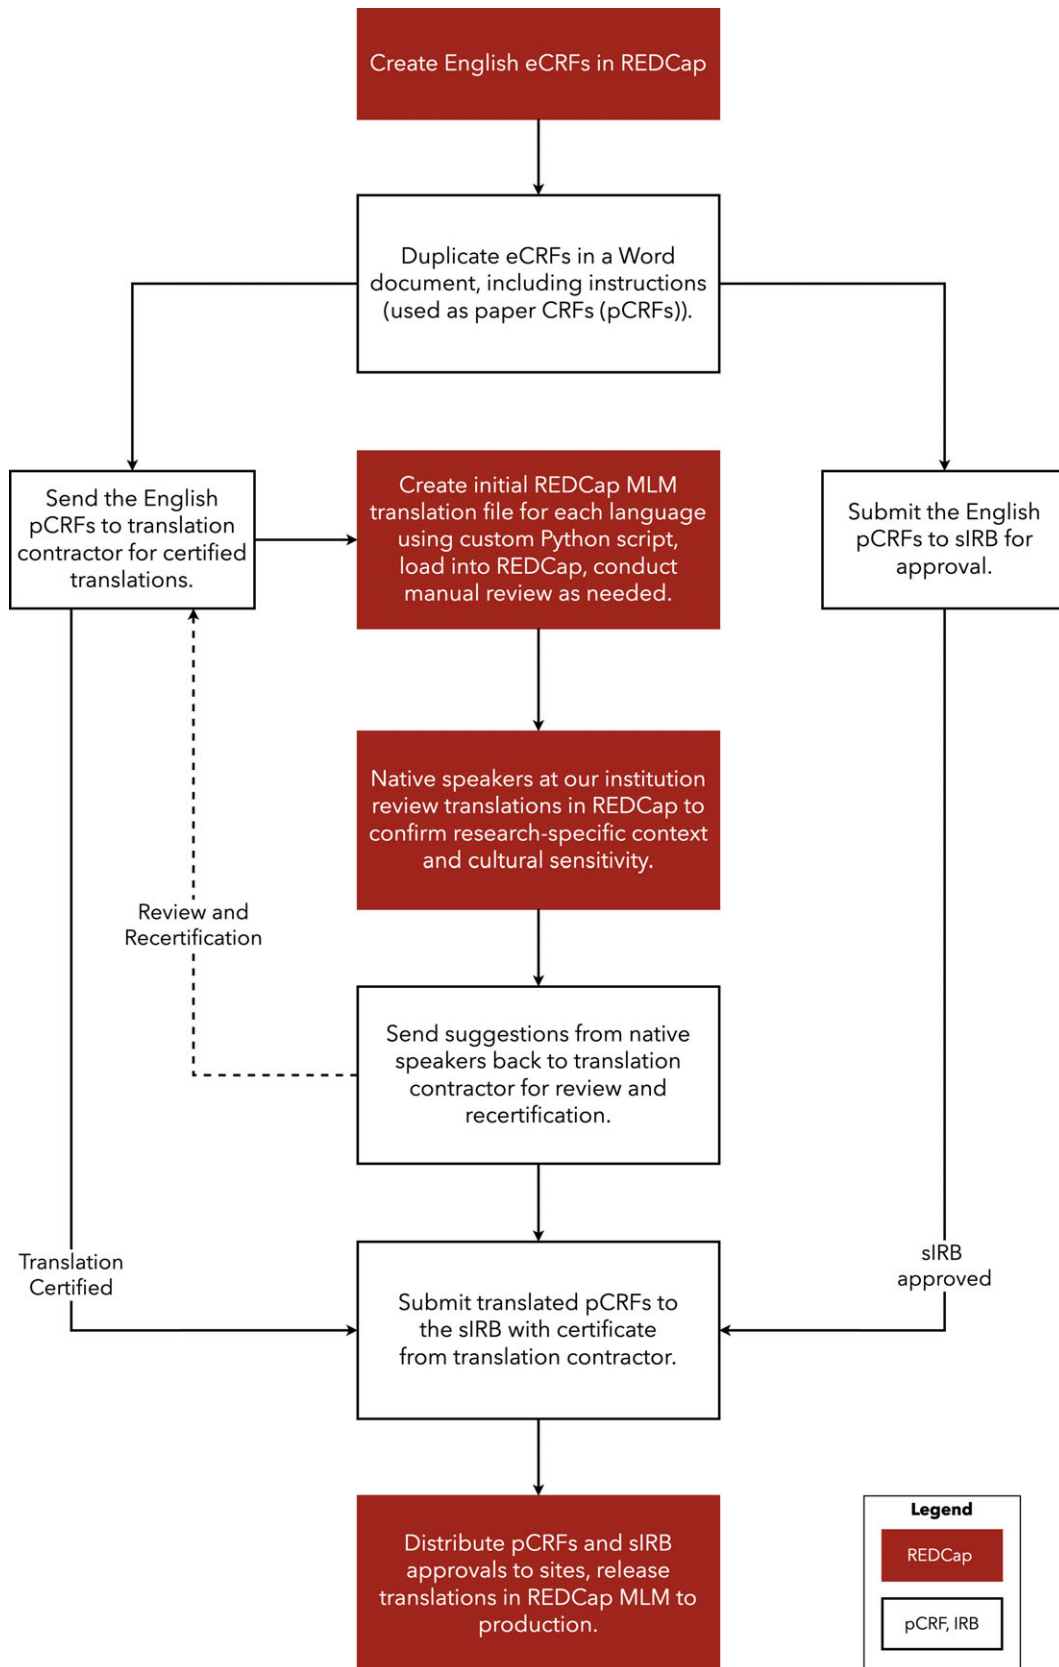 Create English eCRFs in REDCap
Duplicate eCRFs in a Word
document, including instructions
(used as paper CRFs (pCRFs)).
Send the English
pCRFs to translation
contractor for certified
translations.
Create initial REDCap MLM
translation file for each language
using custom Python script,
load into REDCap, conduct
manual review as needed.
Submit the English
pCRFs to sIRB for
approval.
Native speakers at our institution
review translations in REDCap to
confirm research-specific context
and cultural sensitivity.
Review and
Recertification
Send suggestions from native
speakers back to translation
contractor for review and
recertification.
Translation
Certified
sIRB
approved
Submit translated pCRFs to
the sIRB with certificate
from translation contractor.
Distribute pCRFs and sIRB
approvals to sites, release
translations in REDCap MLM to
production.
Legend
REDCap
pCRF, IRB